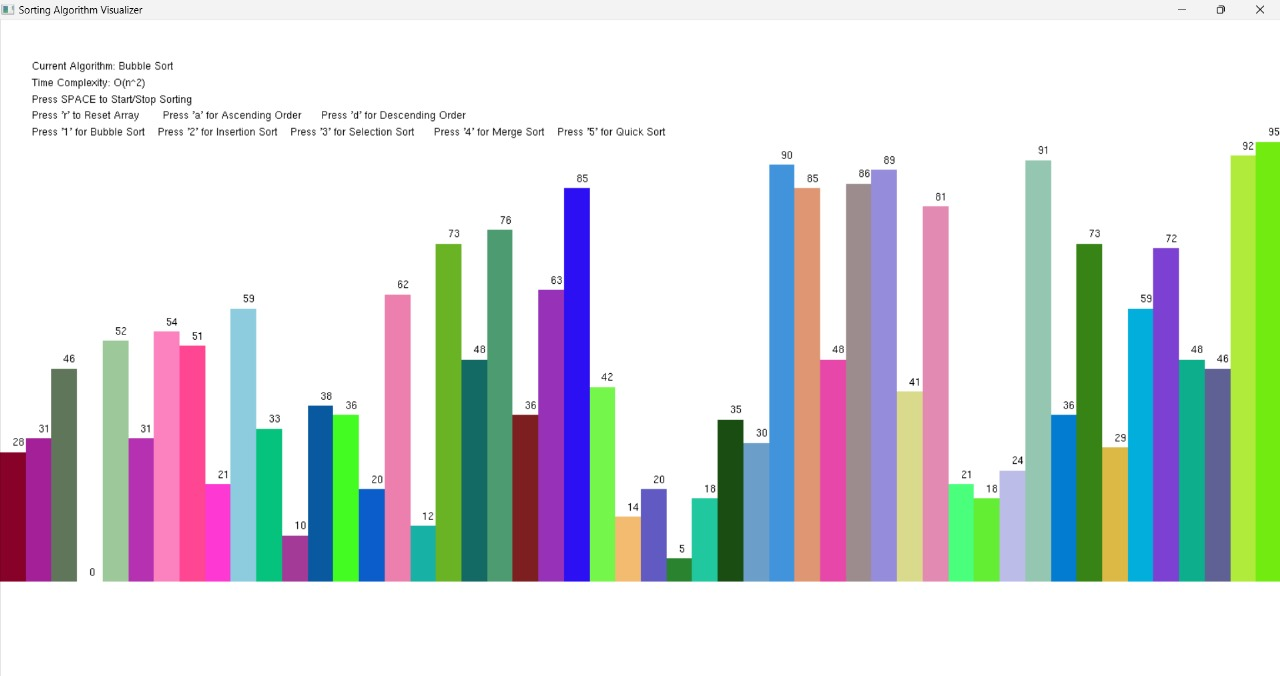 Sorting Algorithm Visualizer
Current Algorithm: Bubble Sort
Time Complexity: O(n^2)
Press SPACE to Start/Stop Sorting
Press 'r' to Reset Array Press 'a' for Ascending Order Press 'd' for Descending Order
Press '1' for Bubble Sort Press '2' for Insertion Sort Press '3' for Selection Sort Press '4' for Merge Sort Press '5' for Quick Sort
28 31 46 0 52 31 54 51 21 59 33 10 38 36 20 62 12 73 48 76 36 63 85 42 14 20 5 18 35 30 90 85 48 86 89 41 81 21 18 24 91 36 73 29 59 72 48 46 92 95